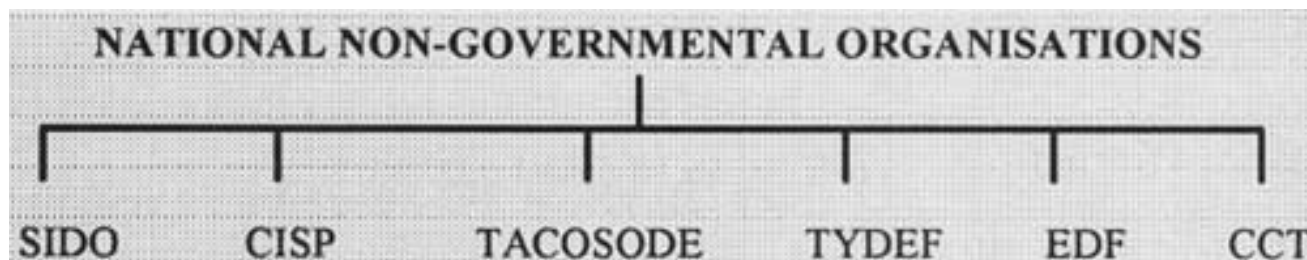 NATIONAL NON-GOVERNMENTAL ORGANISATIONS
SIDO CISP TACOSODE TYDEF EDF CCT